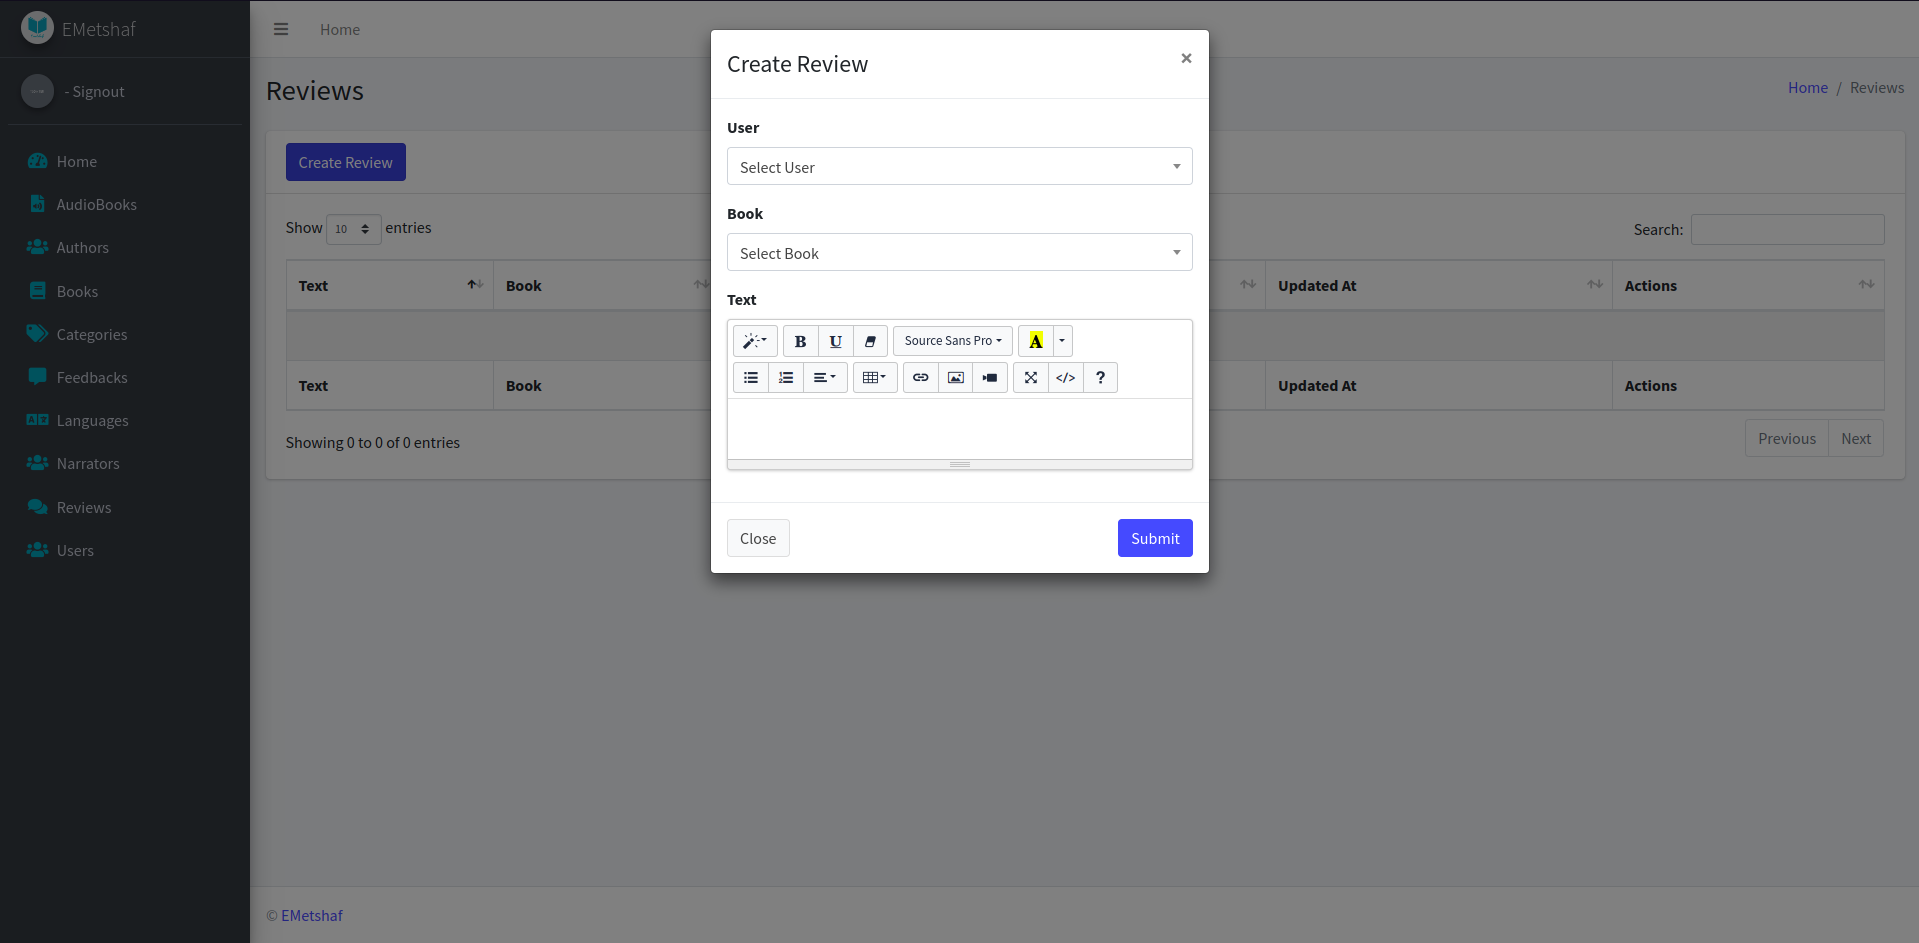 EMetshaf
- Signout
Home
AudioBooks
Authors
Books
Categories
Feedbacks
Languages
Narrators
Reviews
Users
Home
Reviews
Home / Reviews
Create Review
Show 10 entries
Search:
Text Book Updated At Actions
Text Book Updated At Actions
Showing 0 to 0 of 0 entries
Previous Next
© EMetshaf
Create Review ×
User
Select User
Book
Select Book
Text
B U Source Sans Pro A
</> ?
Close Submit